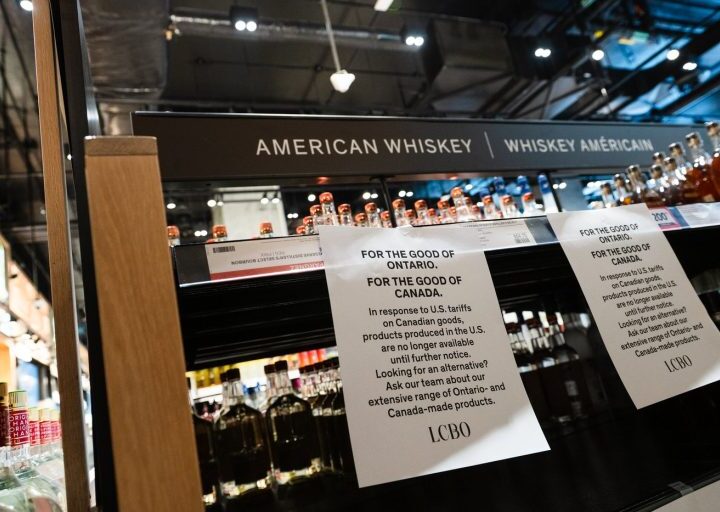 AMERICAN WHISKEY | WHISKEY AMÉRICAIN
FOR THE GOOD OF
ONTARIO.
FOR THE GOOD OF
CANADA.
In response to U.S. tariffs
on Canadian goods,
products produced in the U.S.
are no longer available
until further notice.
Looking for an alternative?
Ask our team about our
extensive range of Ontario- and
Canada-made products.
LCBO
FOR THE GOOD OF
ONTARIO.
FOR THE GOOD OF
CANADA.
In response to U.S. tariffs
on Canadian goods,
products produced in the U.S.
are no longer available
until further notice.
Looking for an alternative?
Ask our team about our
extensive range of Ontario- and
Canada-made products.
LCBO
200